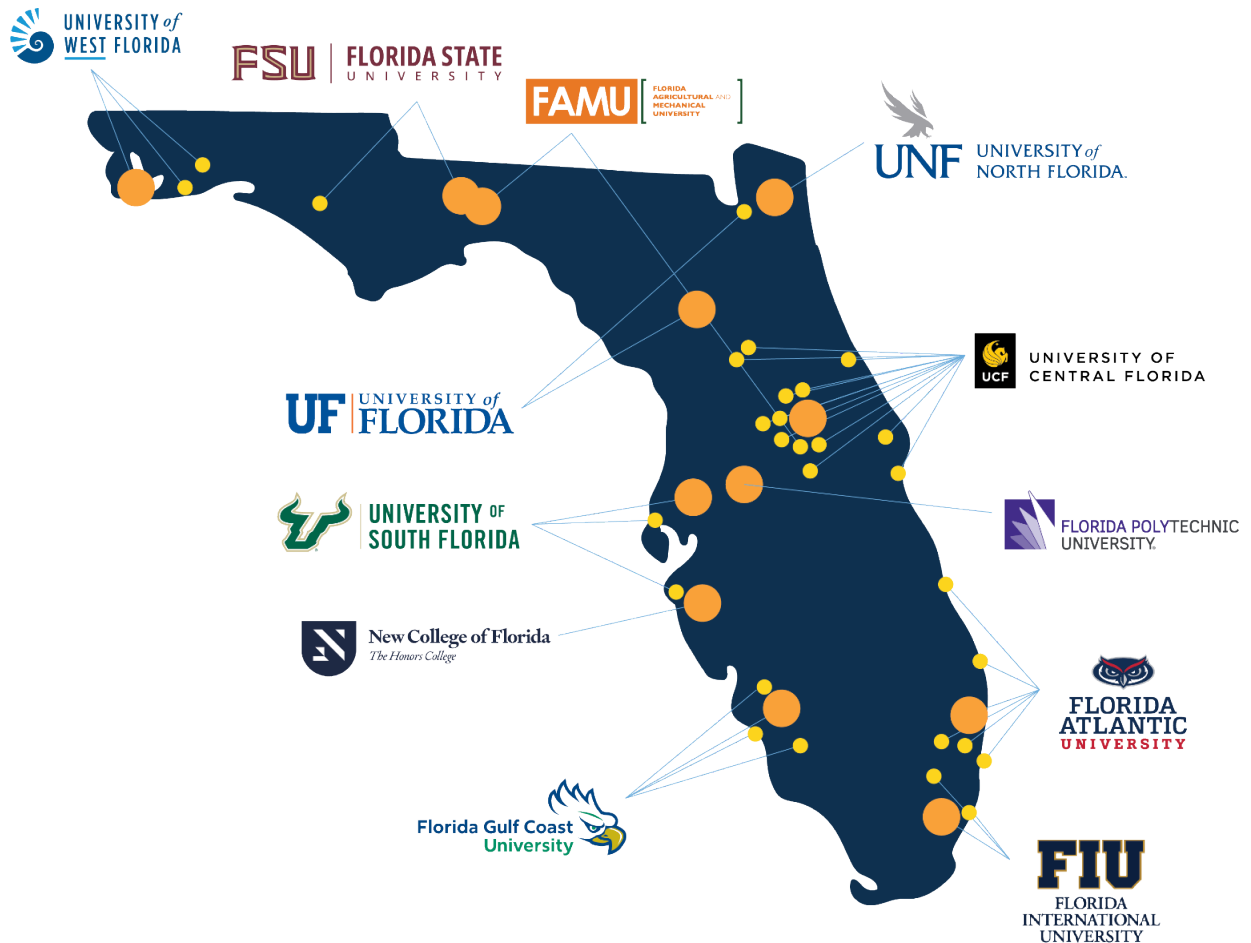 UNIVERSITY of
WEST FLORIDA
FSU
FLORIDA STATE
UNIVERSITY
FAMU
FLORIDA
AGRICULTURAL AND
MECHANICAL
UNIVERSITY
UNF
UNIVERSITY of
NORTH FLORIDA.
UCF
UNIVERSITY OF
CENTRAL FLORIDA
UF
UNIVERSITY of
FLORIDA
UNIVERSITY OF
SOUTH FLORIDA
FLORIDA POLYTECHNIC
UNIVERSITY
New College of Florida
The Honors College
N
FLORIDA
ATLANTIC
UNIVERSITY
Florida Gulf Coast
University
FIU
FLORIDA
INTERNATIONAL
UNIVERSITY